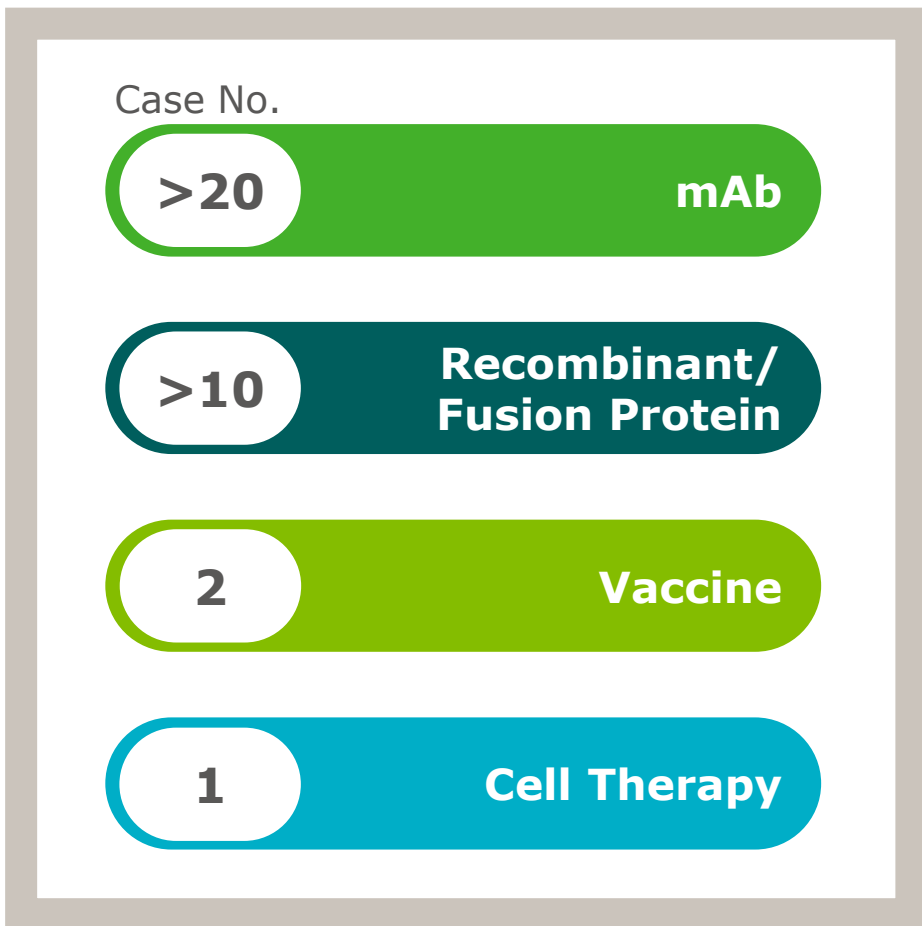 Case No.
>20
mAb
>10
Recombinant/
Fusion Protein
2
Vaccine
1
Cell Therapy